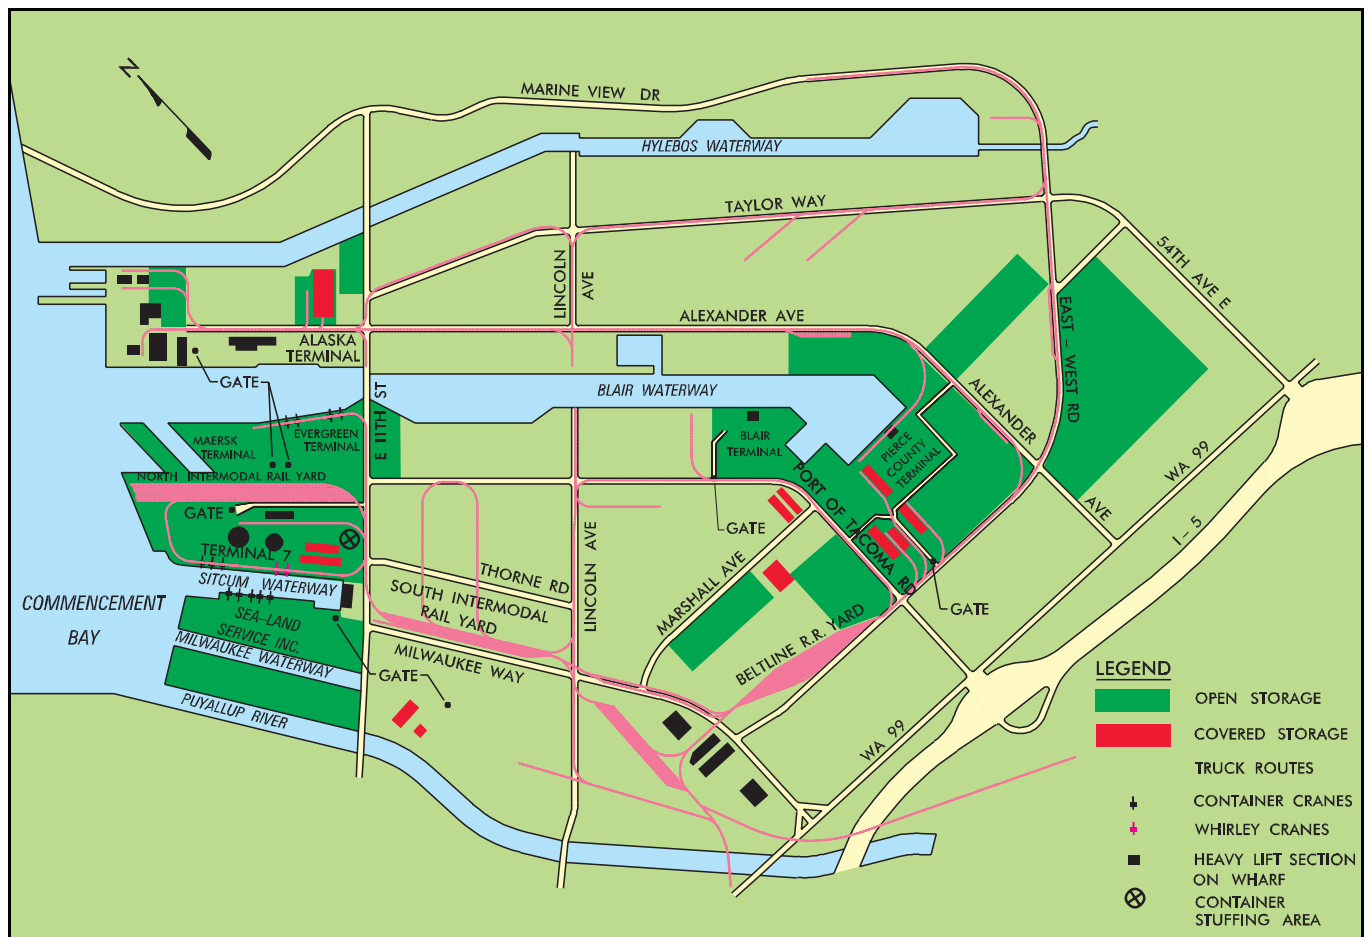 N
MARINE VIEW DR
HYLEBOS WATERWAY
TAYLOR WAY
54TH AVE E
LINCOLN
AVE
EAST - WEST RD
ALEXANDER AVE
ALASKA
TERMINAL
GATE
E 11TH ST
BLAIR WATERWAY
ALEXANDER
AVE
MAERSK
TERMINAL
EVERGREEN
TERMINAL
BLAIR
TERMINAL
PIERCE
COUNTY
TERMINAL
WA 99
NORTH INTERMODAL RAIL YARD
PORT OF TACOMA RD
GATE
GATE
I-5
TERMINAL 7
SITCUM WATERWAY
THORNE RD
LINCOLN AVE
MARSHALL AVE
COMMENCEMENT
BAY
SEA-LAND
SERVICE INC.
SOUTH INTERMODAL
RAIL YARD
GATE
MILWAUKEE WATERWAY
MILWAUKEE WAY
BELTLINE R.R. YARD
GATE
PUYALLUP RIVER
WA 99
LEGEND
OPEN STORAGE
COVERED STORAGE
TRUCK ROUTES
CONTAINER CRANES
WHIRLEY CRANES
HEAVY LIFT SECTION
ON WHARF
CONTAINER
STUFFING AREA